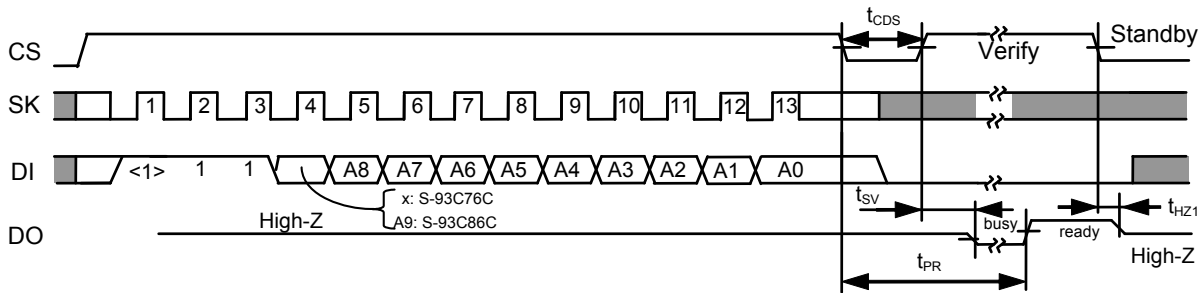 CS
tCDS
Verify
Standby
SK
1 2 3 4 5 6 7 8 9 10 11 12 13
DI
<1> 1 1 A8 A7 A6 A5 A4 A3 A2 A1 A0
x: S-93C76C
A9: S-93C86C
tSV
tHZ1
DO
High-Z
busy
ready
High-Z
tPR